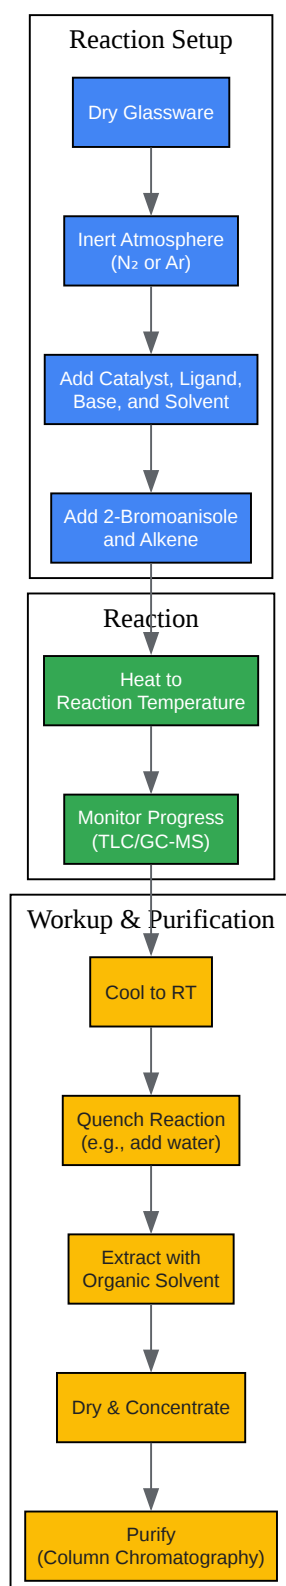 Reaction Setup
Dry Glassware
Inert Atmosphere
(N₂ or Ar)
Add Catalyst, Ligand,
Base, and Solvent
Add 2-Bromoanisole
and Alkene
Reaction
Heat to
Reaction Temperature
Monitor Progress
(TLC/GC-MS)
Workup & Purification
Cool to RT
Quench Reaction
(e.g., add water)
Extract with
Organic Solvent
Dry & Concentrate
Purify
(Column Chromatography)